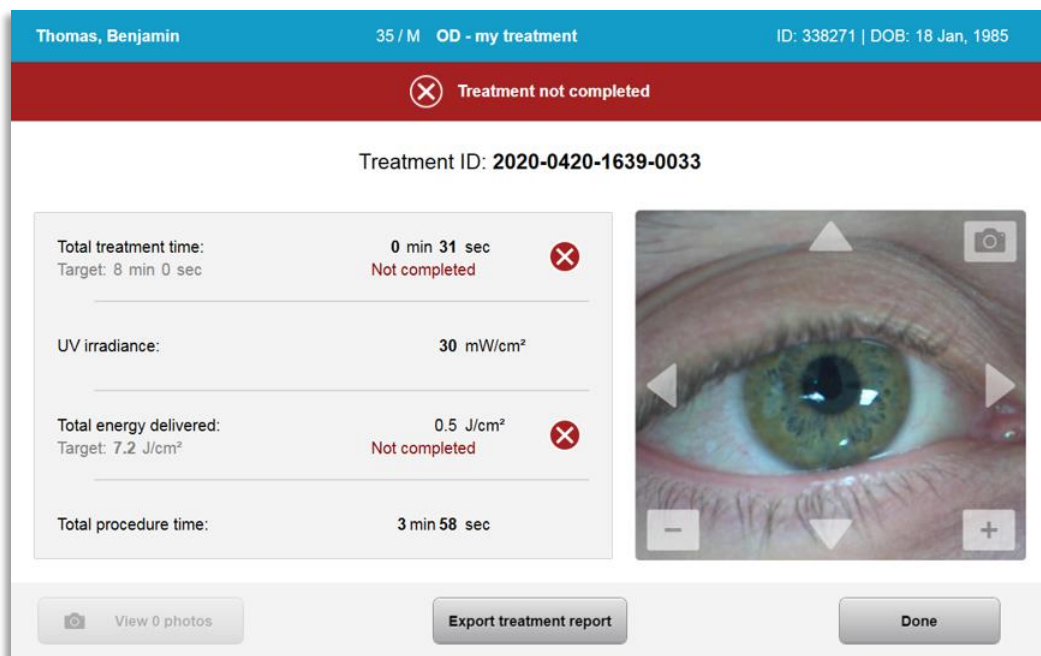 Thomas, Benjamin 35 / M OD - my treatment ID: 338271 | DOB: 18 Jan, 1985
Treatment not completed
Treatment ID: 2020-0420-1639-0033
Total treatment time: 0 min 31 sec
Target: 8 min 0 sec Not completed
UV irradiance: 30 mW/cm²
Total energy delivered: 0.5 J/cm²
Target: 7.2 J/cm² Not completed
Total procedure time: 3 min 58 sec
View 0 photos Export treatment report Done